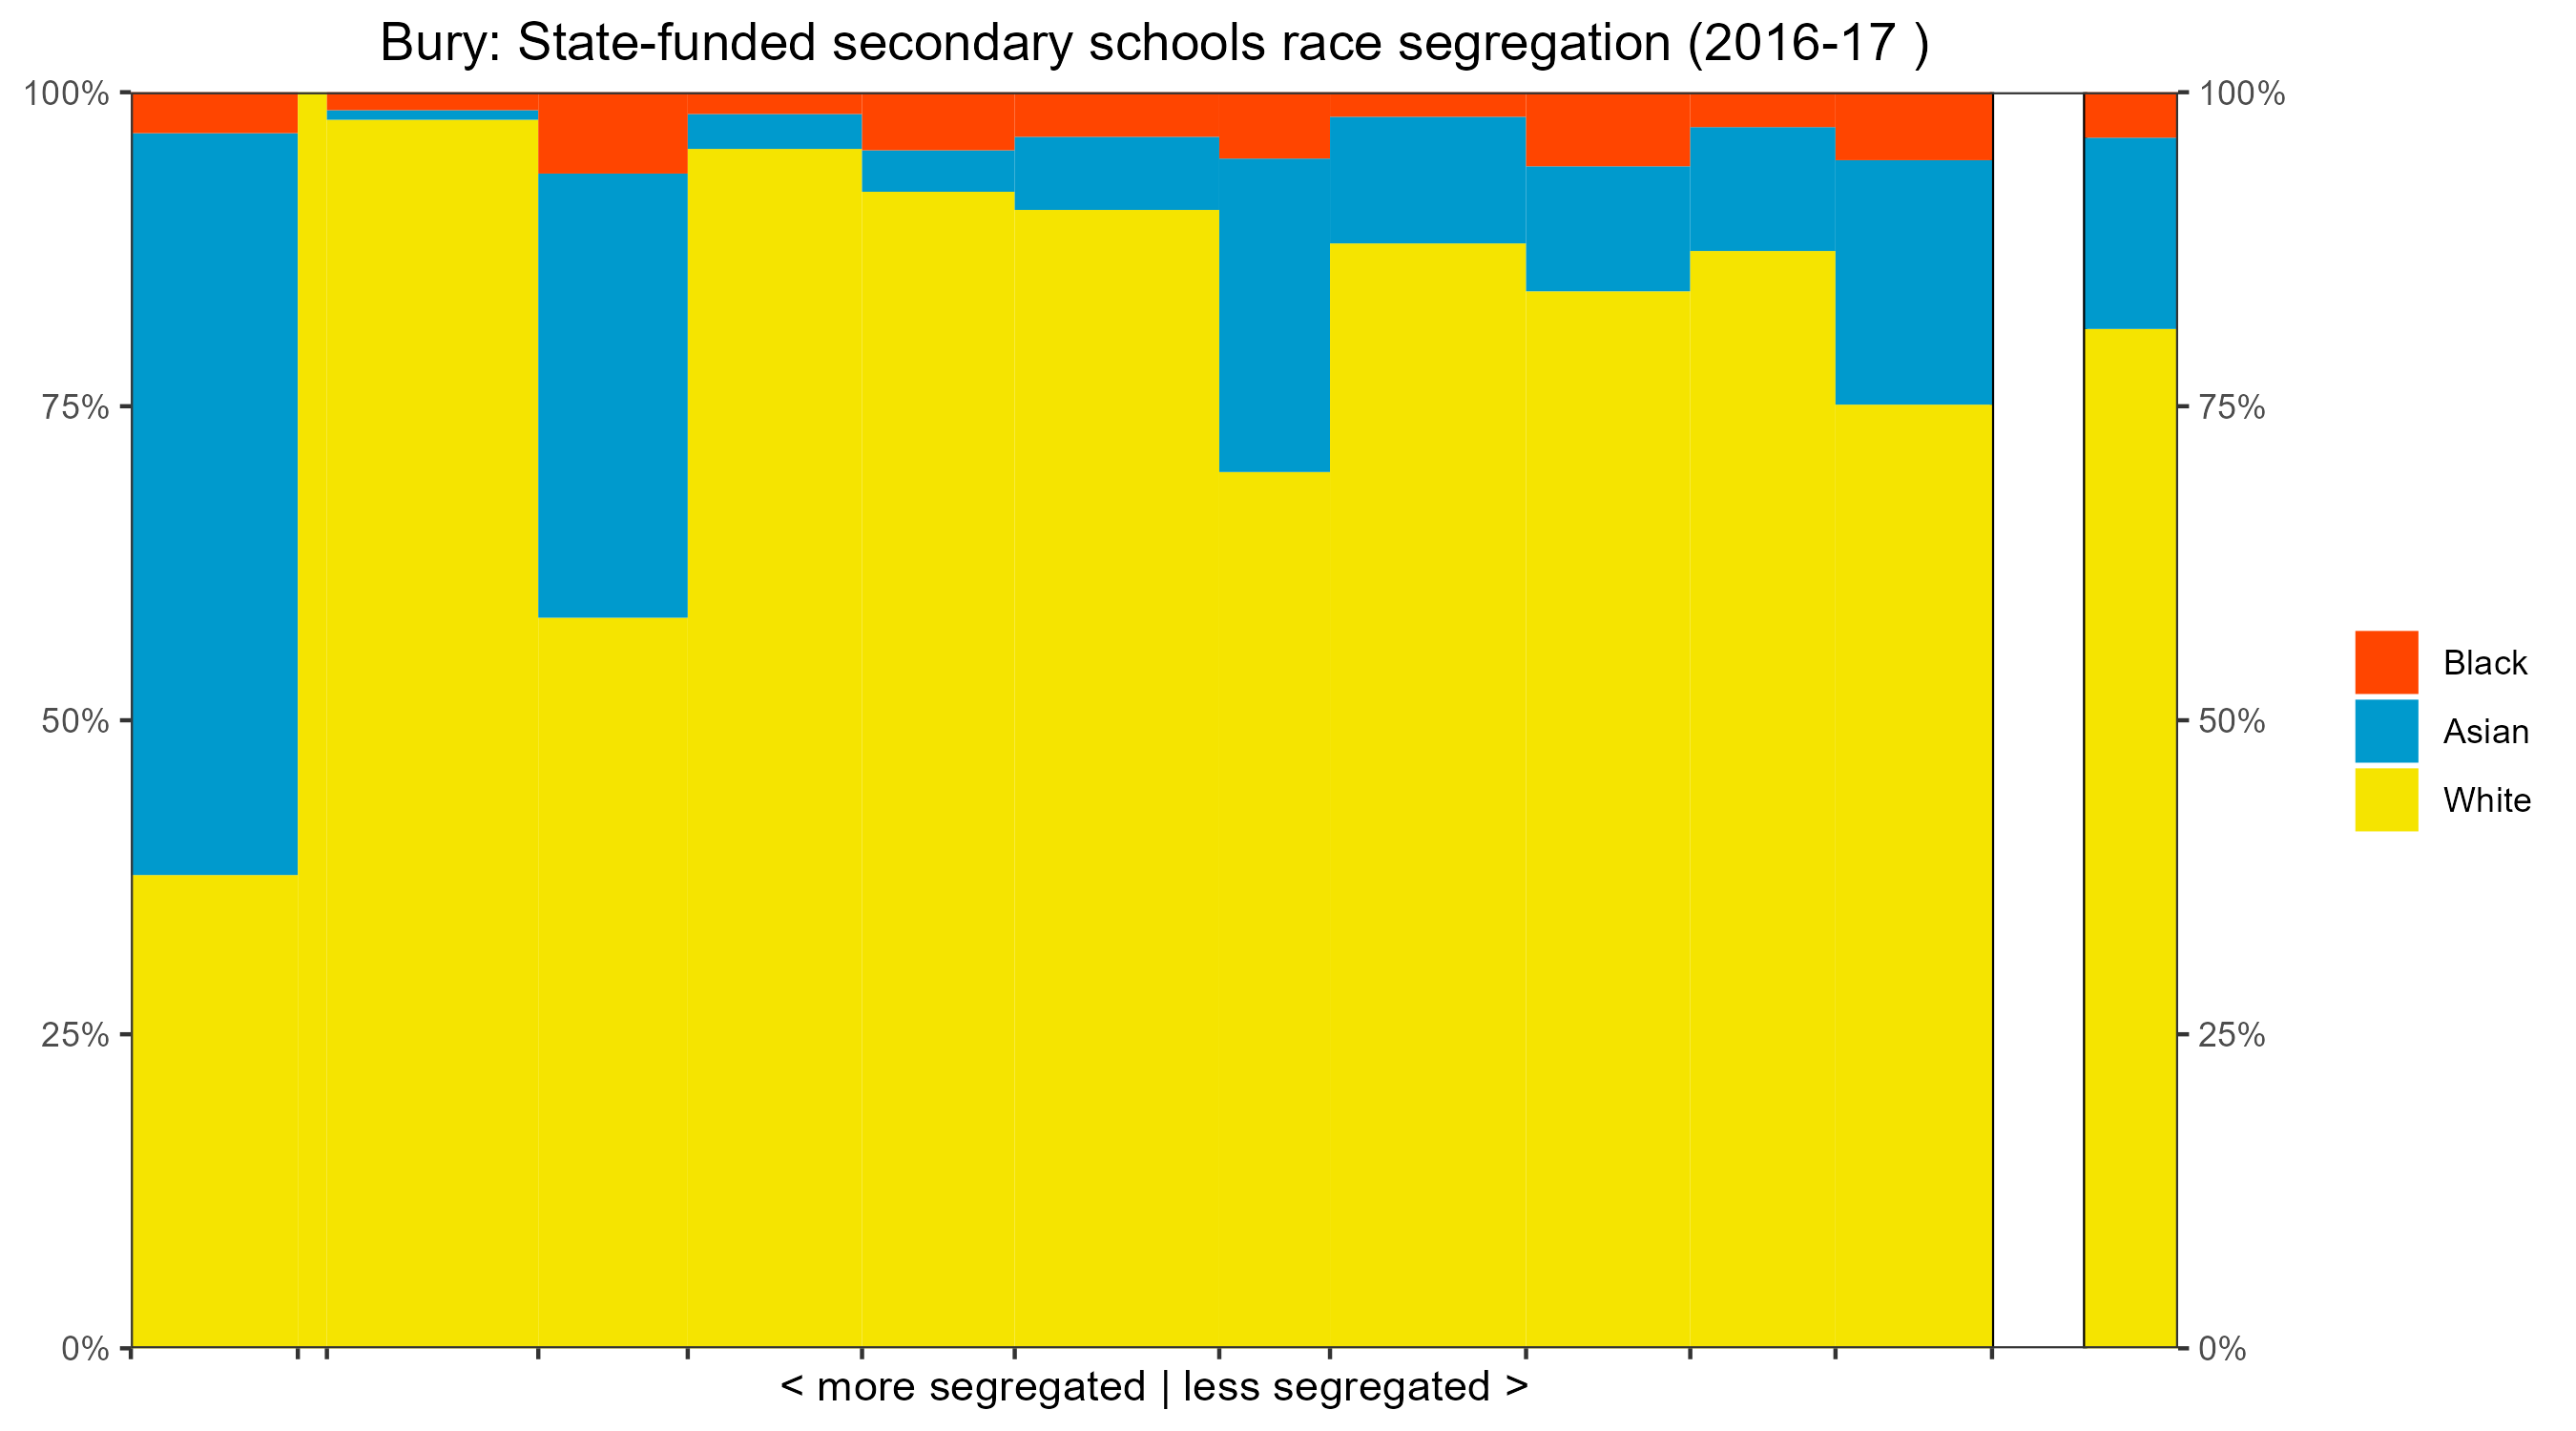 Bury: State-funded secondary schools race segregation (2016-17 )
100%
75%
50%
25%
0%
100%
75%
50%
25%
0%
Black
Asian
White
< more segregated | less segregated >